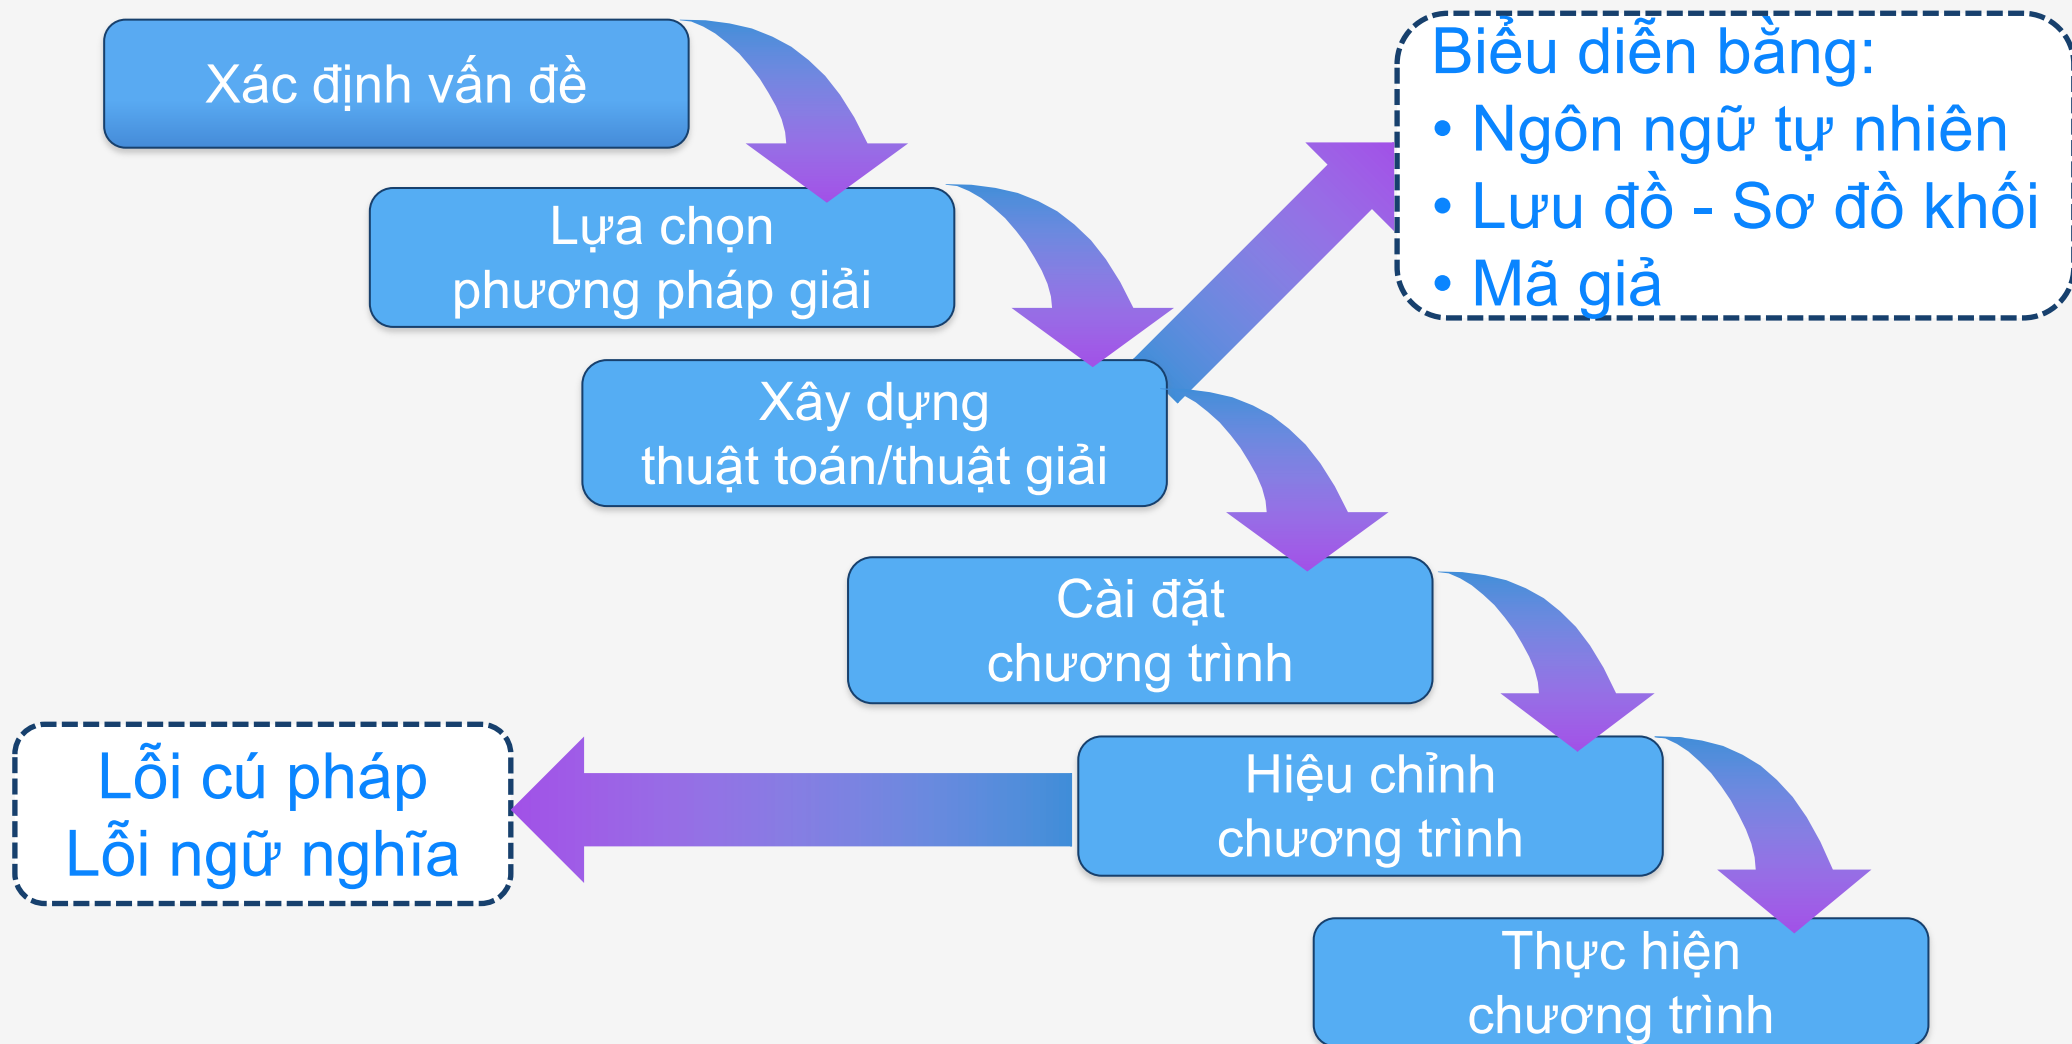 Xác định vấn đề
Lựa chọn
phương pháp giải
Xây dựng
thuật toán/thuật giải
Biểu diễn bằng:
• Ngôn ngữ tự nhiên
• Lưu đồ - Sơ đồ khối
• Mã giả
Cài đặt
chương trình
Hiệu chỉnh
chương trình
Lỗi cú pháp
Lỗi ngữ nghĩa
Thực hiện
chương trình